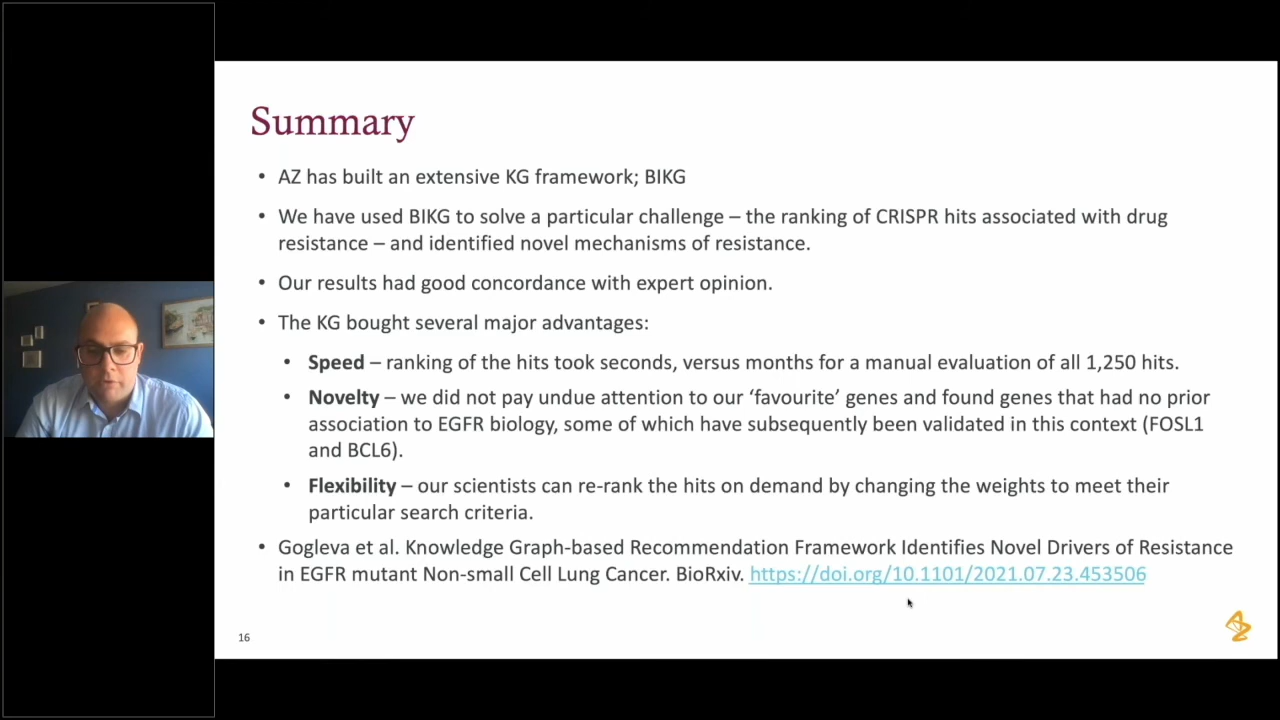 Summary
• AZ has built an extensive KG framework; BIKG
• We have used BIKG to solve a particular challenge – the ranking of CRISPR hits associated with drug
resistance – and identified novel mechanisms of resistance.
• Our results had good concordance with expert opinion.
• The KG bought several major advantages:
• Speed – ranking of the hits took seconds, versus months for a manual evaluation of all 1,250 hits.
• Novelty – we did not pay undue attention to our ‘favourite’ genes and found genes that had no prior
association to EGFR biology, some of which have subsequently been validated in this context (FOSL1
and BCL6).
• Flexibility – our scientists can re-rank the hits on demand by changing the weights to meet their
particular search criteria.
• Gogleva et al. Knowledge Graph-based Recommendation Framework Identifies Novel Drivers of Resistance
in EGFR mutant Non-small Cell Lung Cancer. BioRxiv. https://doi.org/10.1101/2021.07.23.453506
16